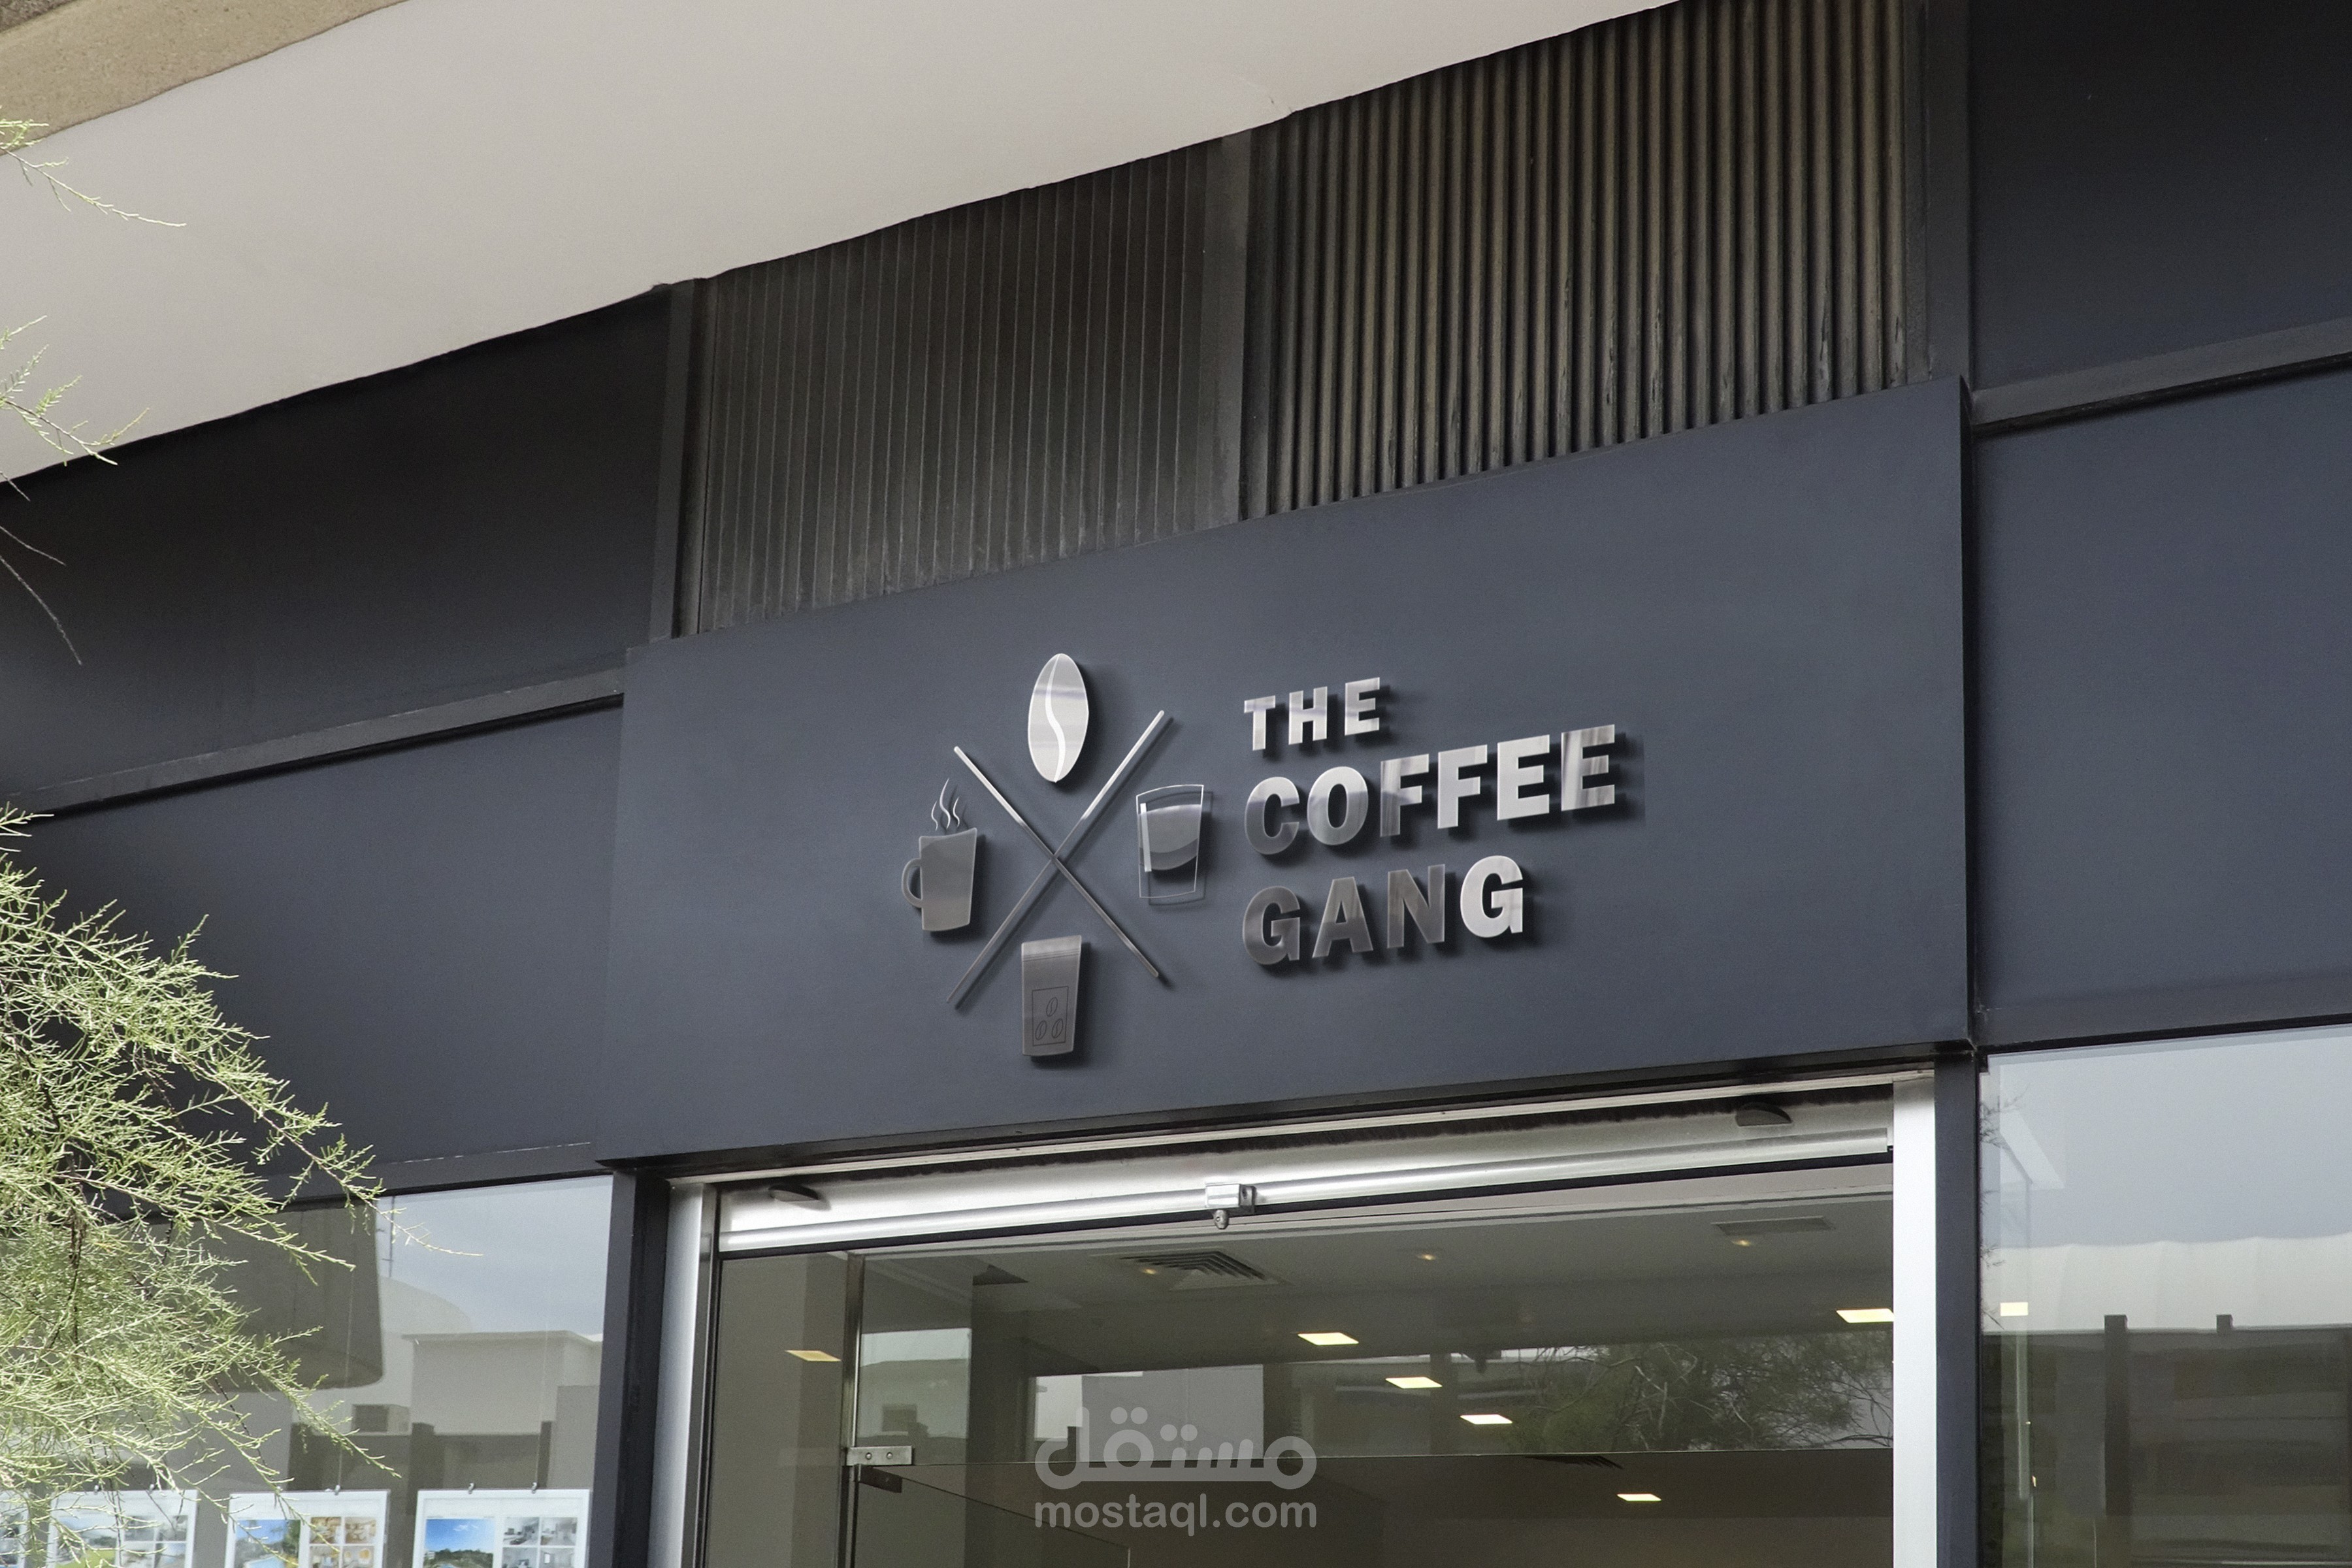 THE
COFFEE
GANG
مستقل
mostaql.com